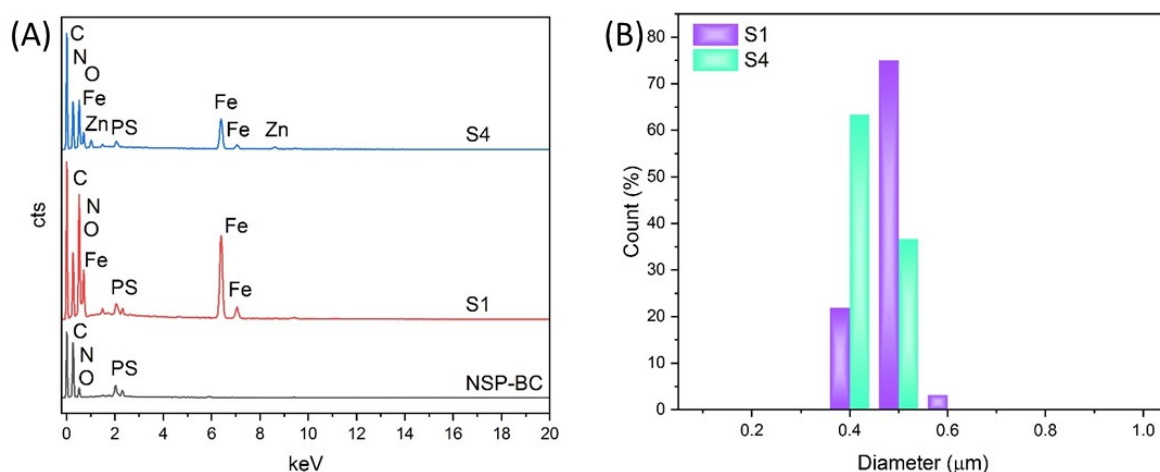 (A)
C
N
O
Fe
Zn PS
Fe
Fe Zn
S4
C
N
O
Fe
PS
Fe
Fe
S1
C
N
O
PS
NSP-BC
cts
0 2 4 6 8 10 12 14 16 18 20
keV
(B)
S1
S4
80
70
60
50
40
30
20
10
0
Count (%)
0.2 0.4 0.6 0.8 1.0
Diameter (μm)